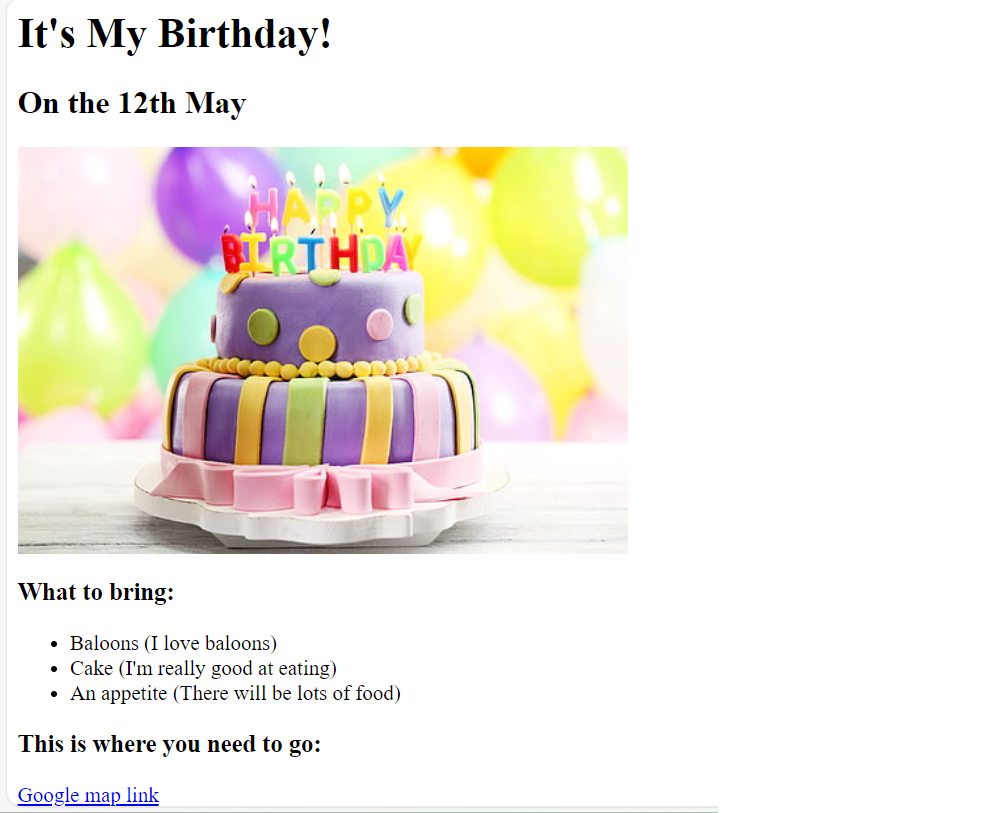 It's My Birthday!
On the 12th May
HAPPY
BIRTHDAY
What to bring:
Baloons (I love baloons)
Cake (I'm really good at eating)
An appetite (There will be lots of food)
This is where you need to go:
Google map link